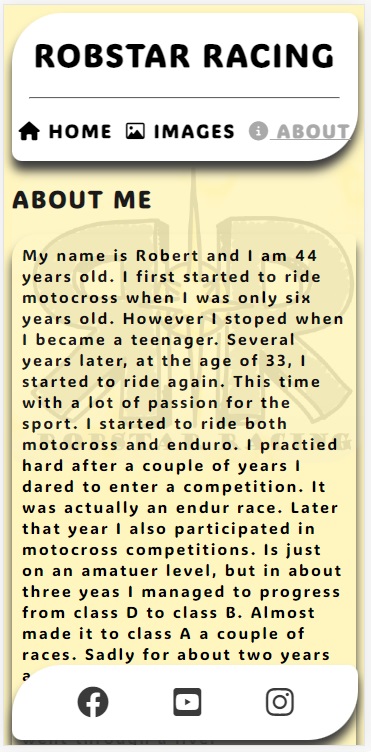 ROBSTAR RACING
HOME IMAGES ABOUT
ABOUT ME
My name is Robert and I am 44
years old. I first started to ride
motocross when I was only six
years old. However I stoped when
I became a teenager. Several
years later, at the age of 33, I
started to ride again. This time
with a lot of passion for the
sport. I started to ride both
motocross and enduro. I practied
hard after a couple of years I
dared to enter a competition. It
was actually an endur race. Later
that year I also participated in
motocross competitions. Is just
on an amatuer level, but in about
three yeas I managed to progress
from class D to class B. Almost
made it to class A a couple of
races. Sadly for about two years
ROBSTAR RACING
went through a liver